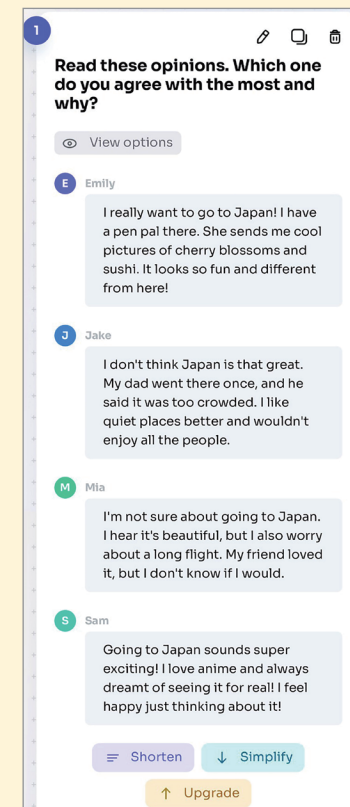 1
Read these opinions. Which one
do you agree with the most and
why?
View options
E Emily
I really want to go to Japan! I have
a pen pal there. She sends me cool
pictures of cherry blossoms and
sushi. It looks so fun and different
from here!
J Jake
I don't think Japan is that great.
My dad went there once, and he
said it was too crowded. I like
quiet places better and wouldn't
enjoy all the people.
M Mia
I'm not sure about going to Japan.
I hear it's beautiful, but I also worry
about a long flight. My friend loved
it, but I don't know if I would.
S Sam
Going to Japan sounds super
exciting! I love anime and always
dreamt of seeing it for real! I feel
happy just thinking about it!
Shorten
Simplify
Upgrade